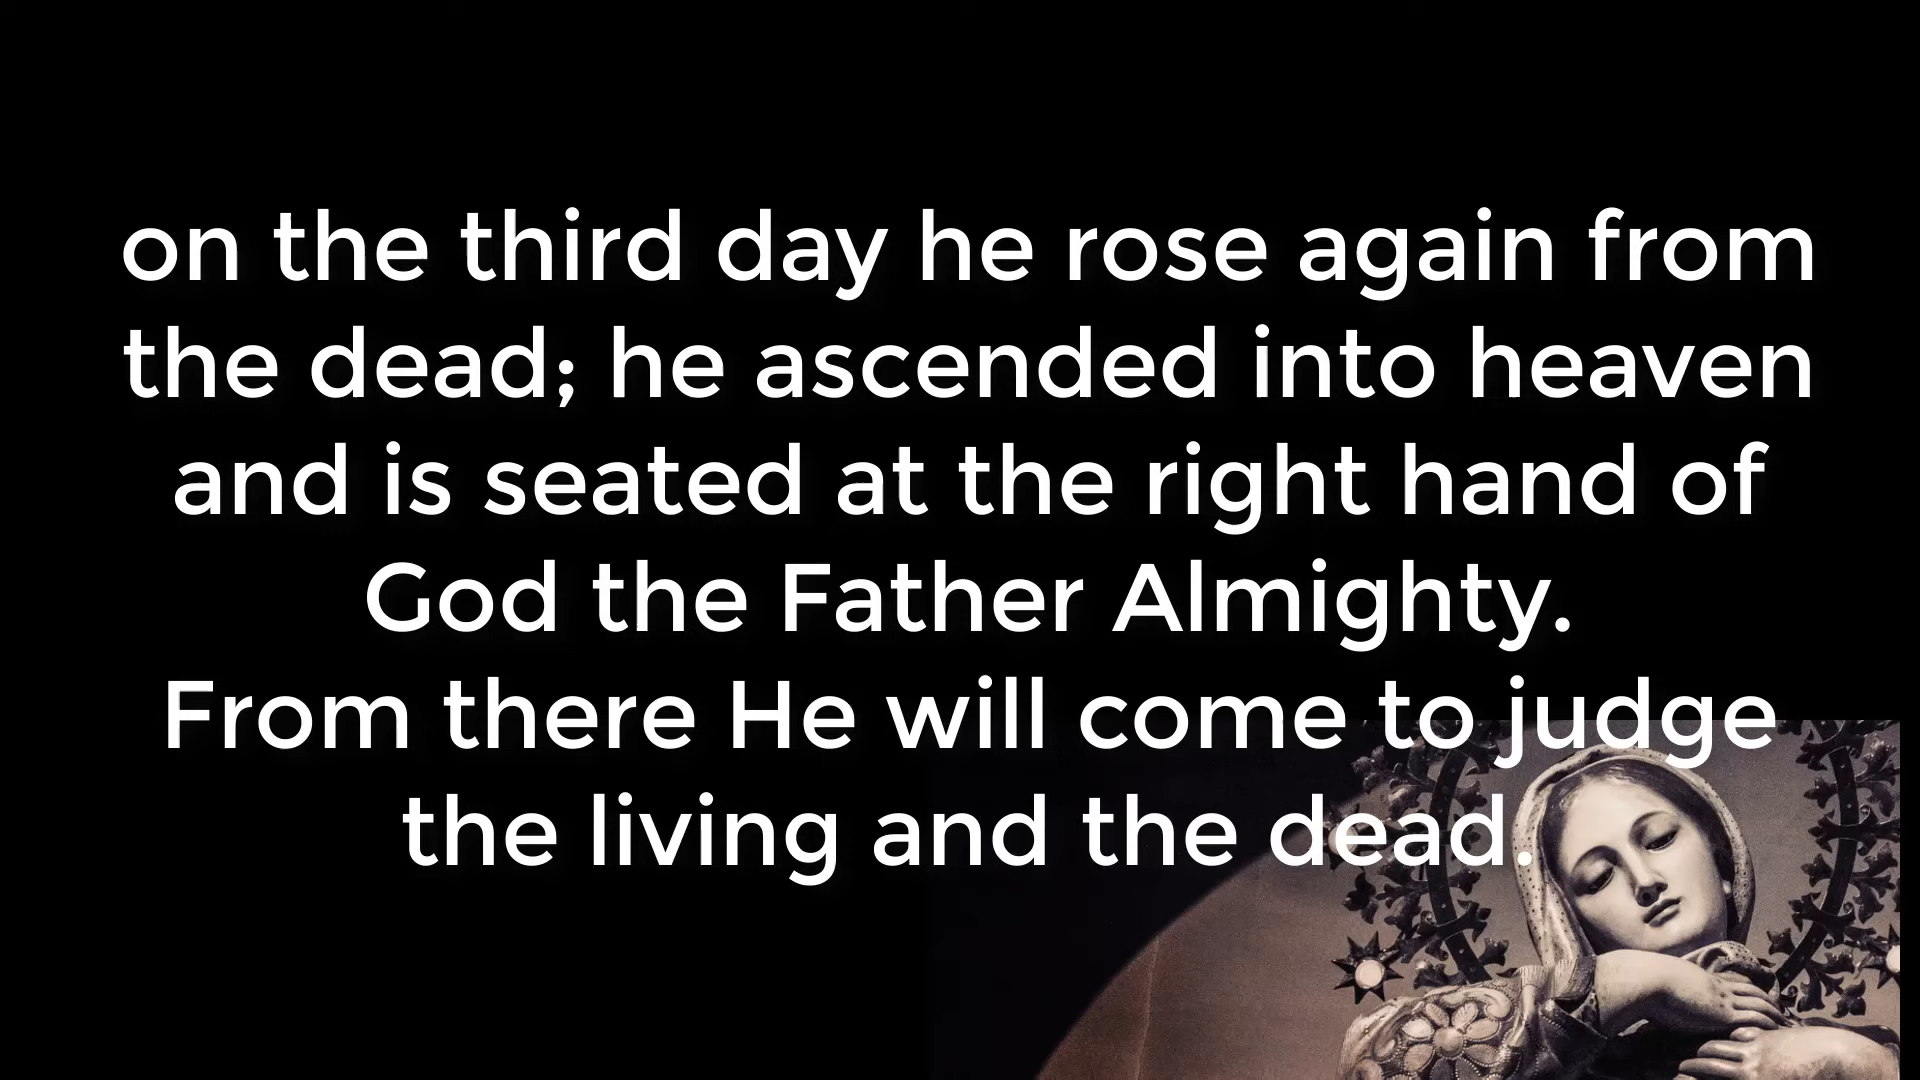 on the third day he rose again from
the dead; he ascended into heaven
and is seated at the right hand of
God the Father Almighty.
From there He will come to judge
the living and the dead.